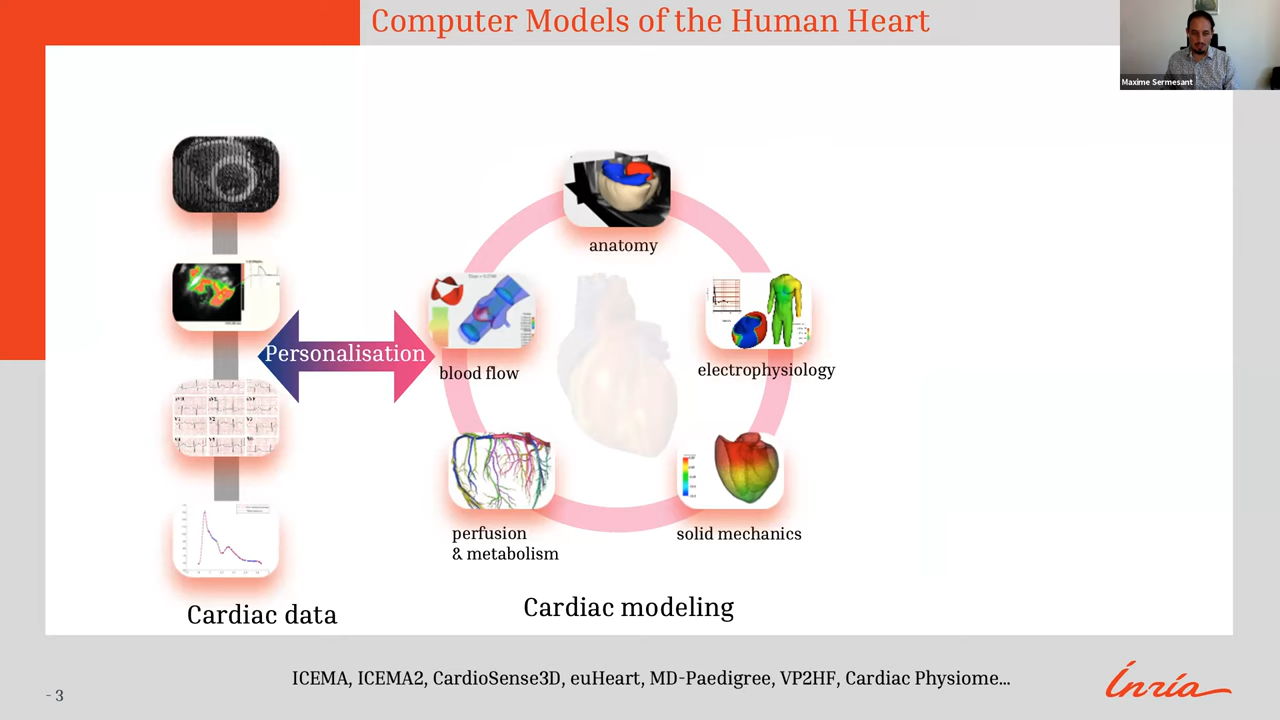 Computer Models of the Human Heart
Maxime Sermesant
anatomy
Personalisation
blood flow
electrophysiology
perfusion
& metabolism
solid mechanics
Cardiac data
Cardiac modeling
ICEMA, ICEMA2, CardioSense3D, euHeart, MD-Paedigree, VP2HF, Cardiac Physiome...
- 3
Inria